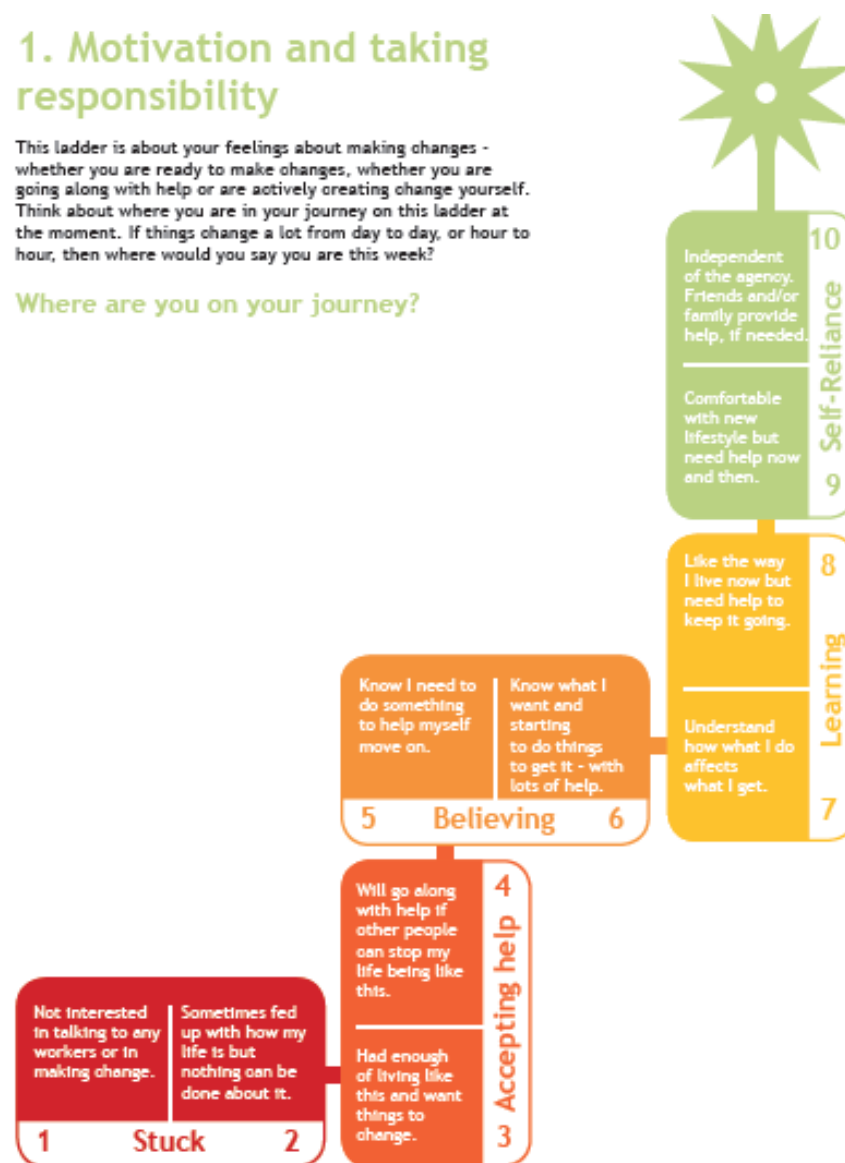 1. Motivation and taking
responsibility
This ladder is about your feelings about making changes -
whether you are ready to make changes, whether you are
going along with help or are actively creating change yourself.
Think about where you are in your journey on this ladder at
the moment. If things change a lot from day to day, or hour to
hour, then where would you say you are this week?
Where are you on your journey?
10
Independent
of the agency.
Friends and/or
family provide
help, if needed.
Self-Reliance
Comfortable
with new
lifestyle but
need help now
and then.
9
8
Like the way
I live now but
need help to
keep it going.
Learning
Understand
how what I do
affects
what I get.
7
Know I need to
do something
to help myself
move on.
Know what I
want and
starting
to do things
to get it - with
lots of help.
5 Believing 6
4
Will go along
with help if
other people
can stop my
life being like
this.
Accepting help
Had enough
of living like
this and want
things to
change.
3
Not interested
in talking to any
workers or in
making change.
Sometimes fed
up with how my
life is but
nothing can be
done about it.
1 Stuck 2